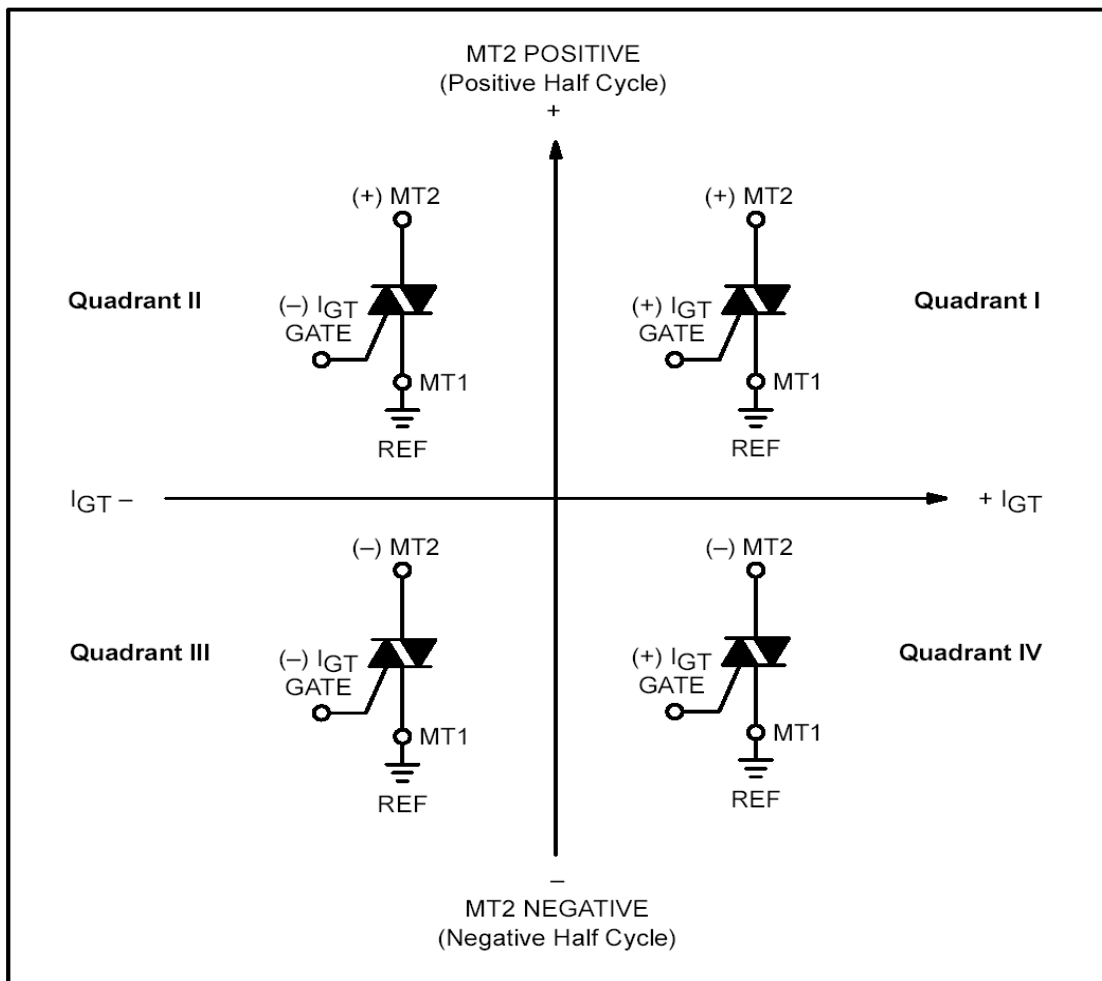 MT2 POSITIVE
(Positive Half Cycle)
+
(+) MT2
(+) MT2
Quadrant II
(–) IGT
GATE
(+) IGT
GATE
Quadrant I
MT1
MT1
REF
REF
IGT –
+ IGT
(–) MT2
(–) MT2
Quadrant III
(–) IGT
GATE
(+) IGT
GATE
Quadrant IV
MT1
MT1
REF
REF
–
MT2 NEGATIVE
(Negative Half Cycle)